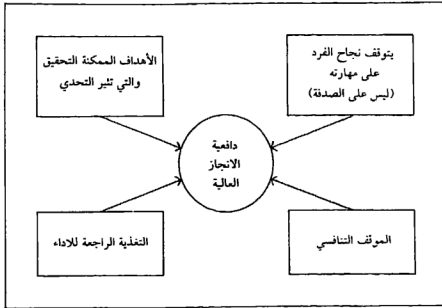 يتوقف نجاح الفرد
على مهارته
(ليس على الصدفة)
الأهداف الممكنة التحقيق
والتي تثير التحدي
دافعية
الانجاز
العالية
الموقف التنافسي
التغذية الراجعة للاداء